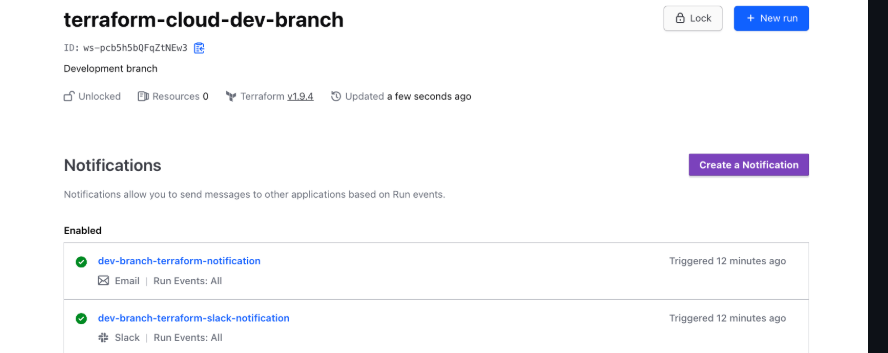 terraform-cloud-dev-branch Lock + New run
ID: ws-pcb5h5bQFqZtNEw3
Development branch
Unlocked Resources 0 Terraform v1.9.4 Updated a few seconds ago
Notifications Create a Notification
Notifications allow you to send messages to other applications based on Run events.
Enabled
dev-branch-terraform-notification Triggered 12 minutes ago
Email | Run Events: All
dev-branch-terraform-slack-notification Triggered 12 minutes ago
Slack | Run Events: All